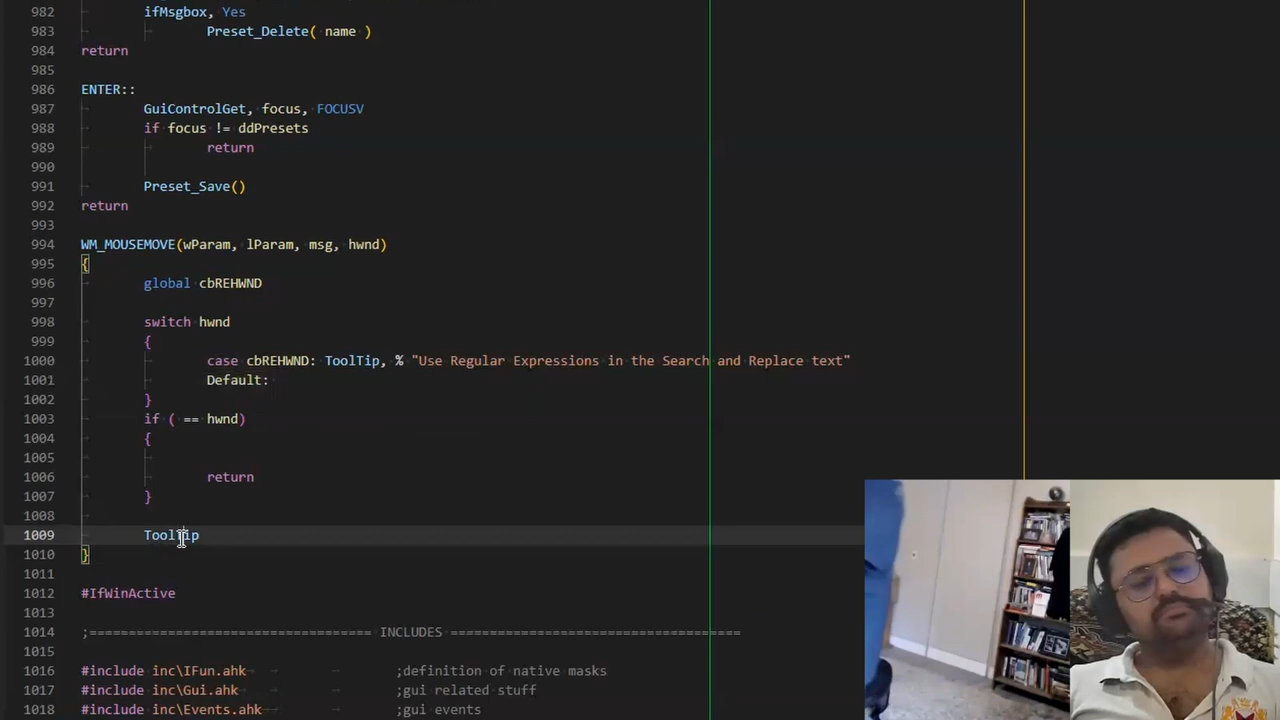 982 ifMsgbox, Yes
983 Preset_Delete( name )
984 return
985
986 ENTER::
987 GuiControlGet, focus, FOCUSV
988 if focus != ddPresets
989 return
990
991 Preset_Save()
992 return
993
994 WM_MOUSEMOVE(wParam, lParam, msg, hwnd)
995 {
996 global cbREHWND
997
998 switch hwnd
999 {
1000 case cbREHWND: ToolTip, % "Use Regular Expressions in the Search and Replace text"
1001 Default:
1002 }
1003 if ( == hwnd)
1004 {
1005
1006 return
1007 }
1008
1009 ToolTip
1010 }
1011
1012 #IfWinActive
1013
1014 ;==================================== INCLUDES =====================================
1015
1016 #include inc\IFun.ahk ;definition of native masks
1017 #include inc\Gui.ahk ;gui related stuff
1018 #include inc\Events.ahk ;gui events